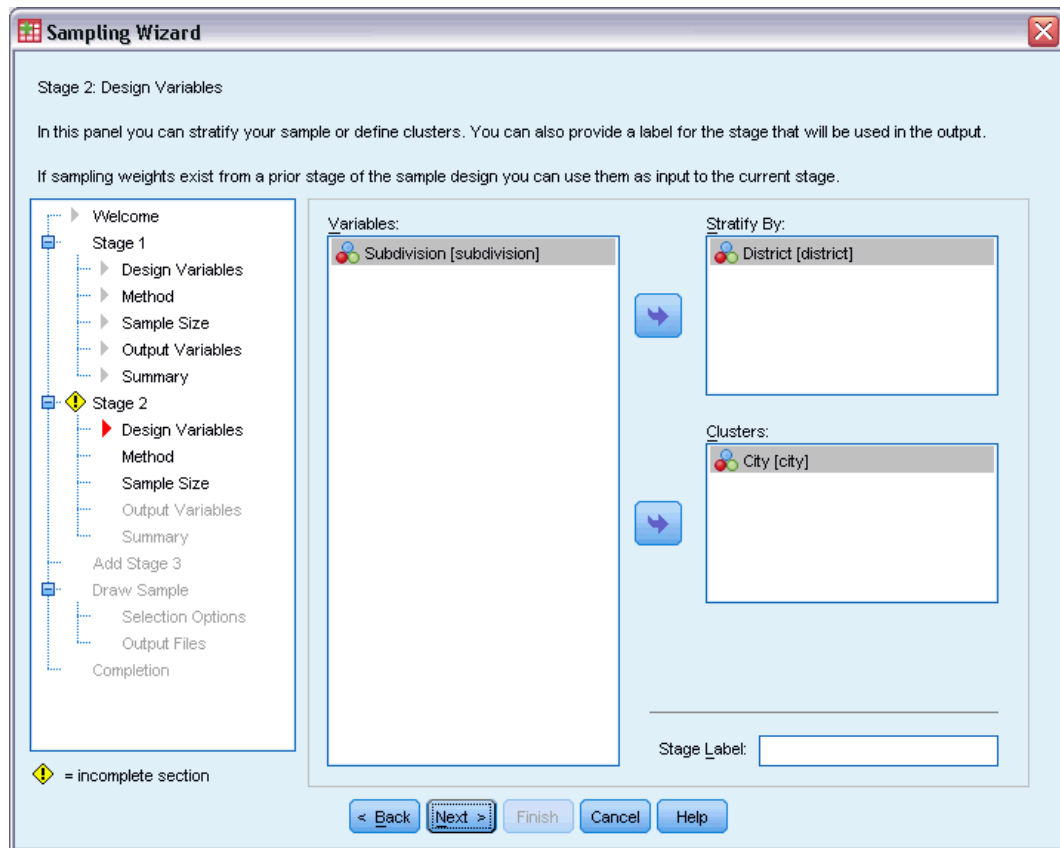 Sampling Wizard
Stage 2: Design Variables
In this panel you can stratify your sample or define clusters. You can also provide a label for the stage that will be used in the output.
If sampling weights exist from a prior stage of the sample design you can use them as input to the current stage.
Welcome
Stage 1
Design Variables
Method
Sample Size
Output Variables
Summary
Stage 2
Design Variables
Method
Sample Size
Output Variables
Summary
Add Stage 3
Draw Sample
Selection Options
Output Files
Completion
! = incomplete section
Variables:
Subdivision [subdivision]
Stratify By:
District [district]
Clusters:
City [city]
Stage Label:
< Back
Next >
Finish
Cancel
Help